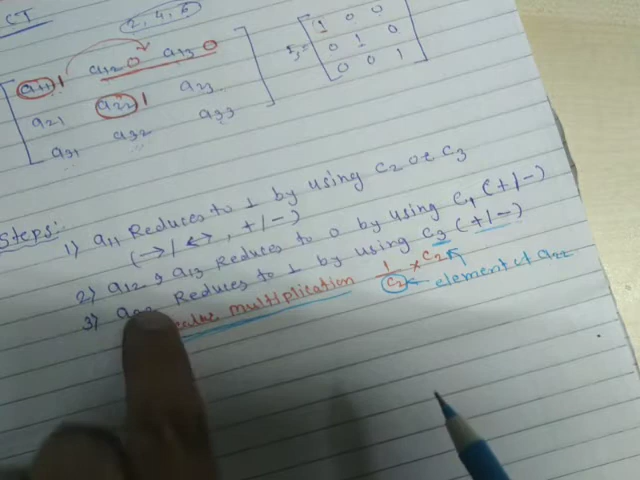 CT
2, 4, 6
a11 1 a12 0 a13 0
a21 a22 1 a23
a31 a32 a33
I3=
1 0 0
0 1 0
0 0 1
Steps:
1) a11 Reduces to 1 by using C2 or C3
(→/↔, +/-)
2) a12 & a13 Reduces to 0 by using C1 (+/-)
3) a22 Reduces to 1 by using C3 (+/-)
multiplication 1/C2 × C2
element of a22